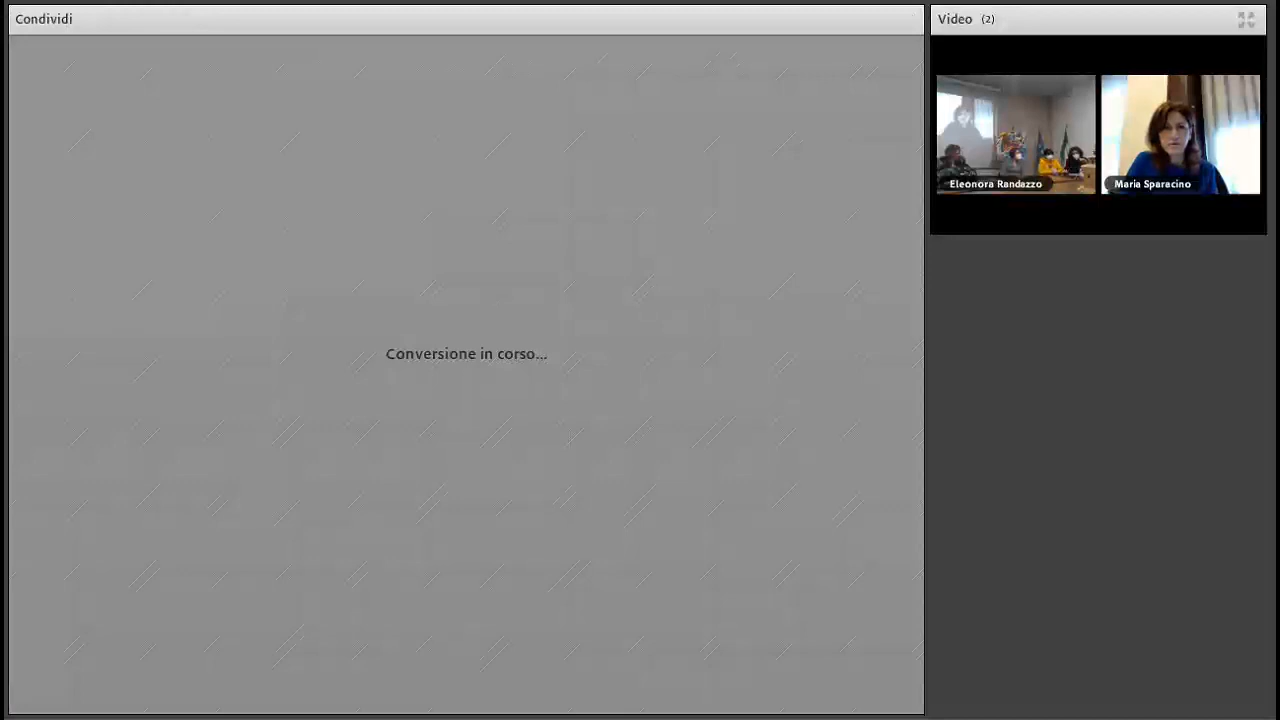 Condividi
Video (2)
Eleonora Randazzo
Maria Sparacino
Conversione in corso...